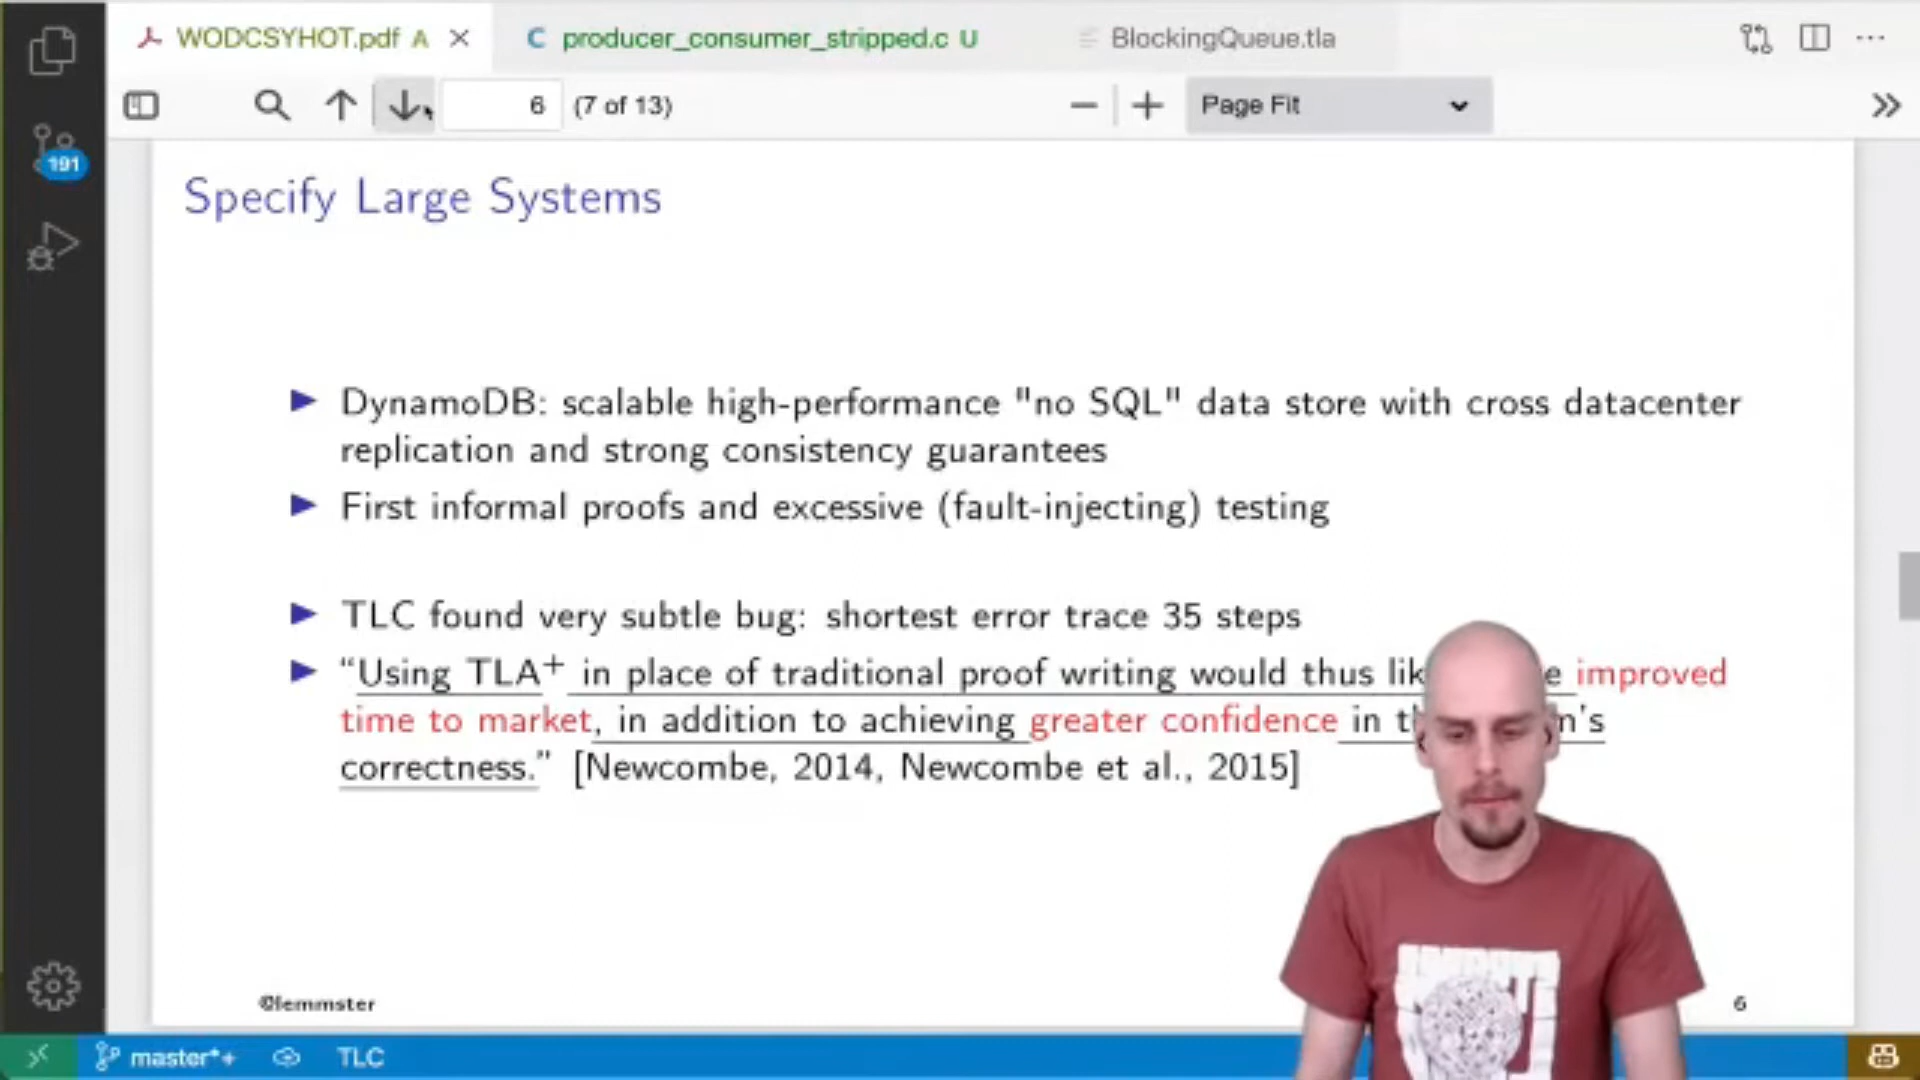 WODCSYHOT.pdf A
producer_consumer_stripped.c U
BlockingQueue.tla
6 (7 of 13)
Page Fit
191
Specify Large Systems
DynamoDB: scalable high-performance "no SQL" data store with cross datacenter
replication and strong consistency guarantees
First informal proofs and excessive (fault-injecting) testing
TLC found very subtle bug: shortest error trace 35 steps
“Using TLA+ in place of traditional proof writing would thus improved
time to market, in addition to achieving greater confidence in
correctness.” [Newcombe, 2014, Newcombe et al., 2015]
©lemmster
6
master*+
TLC